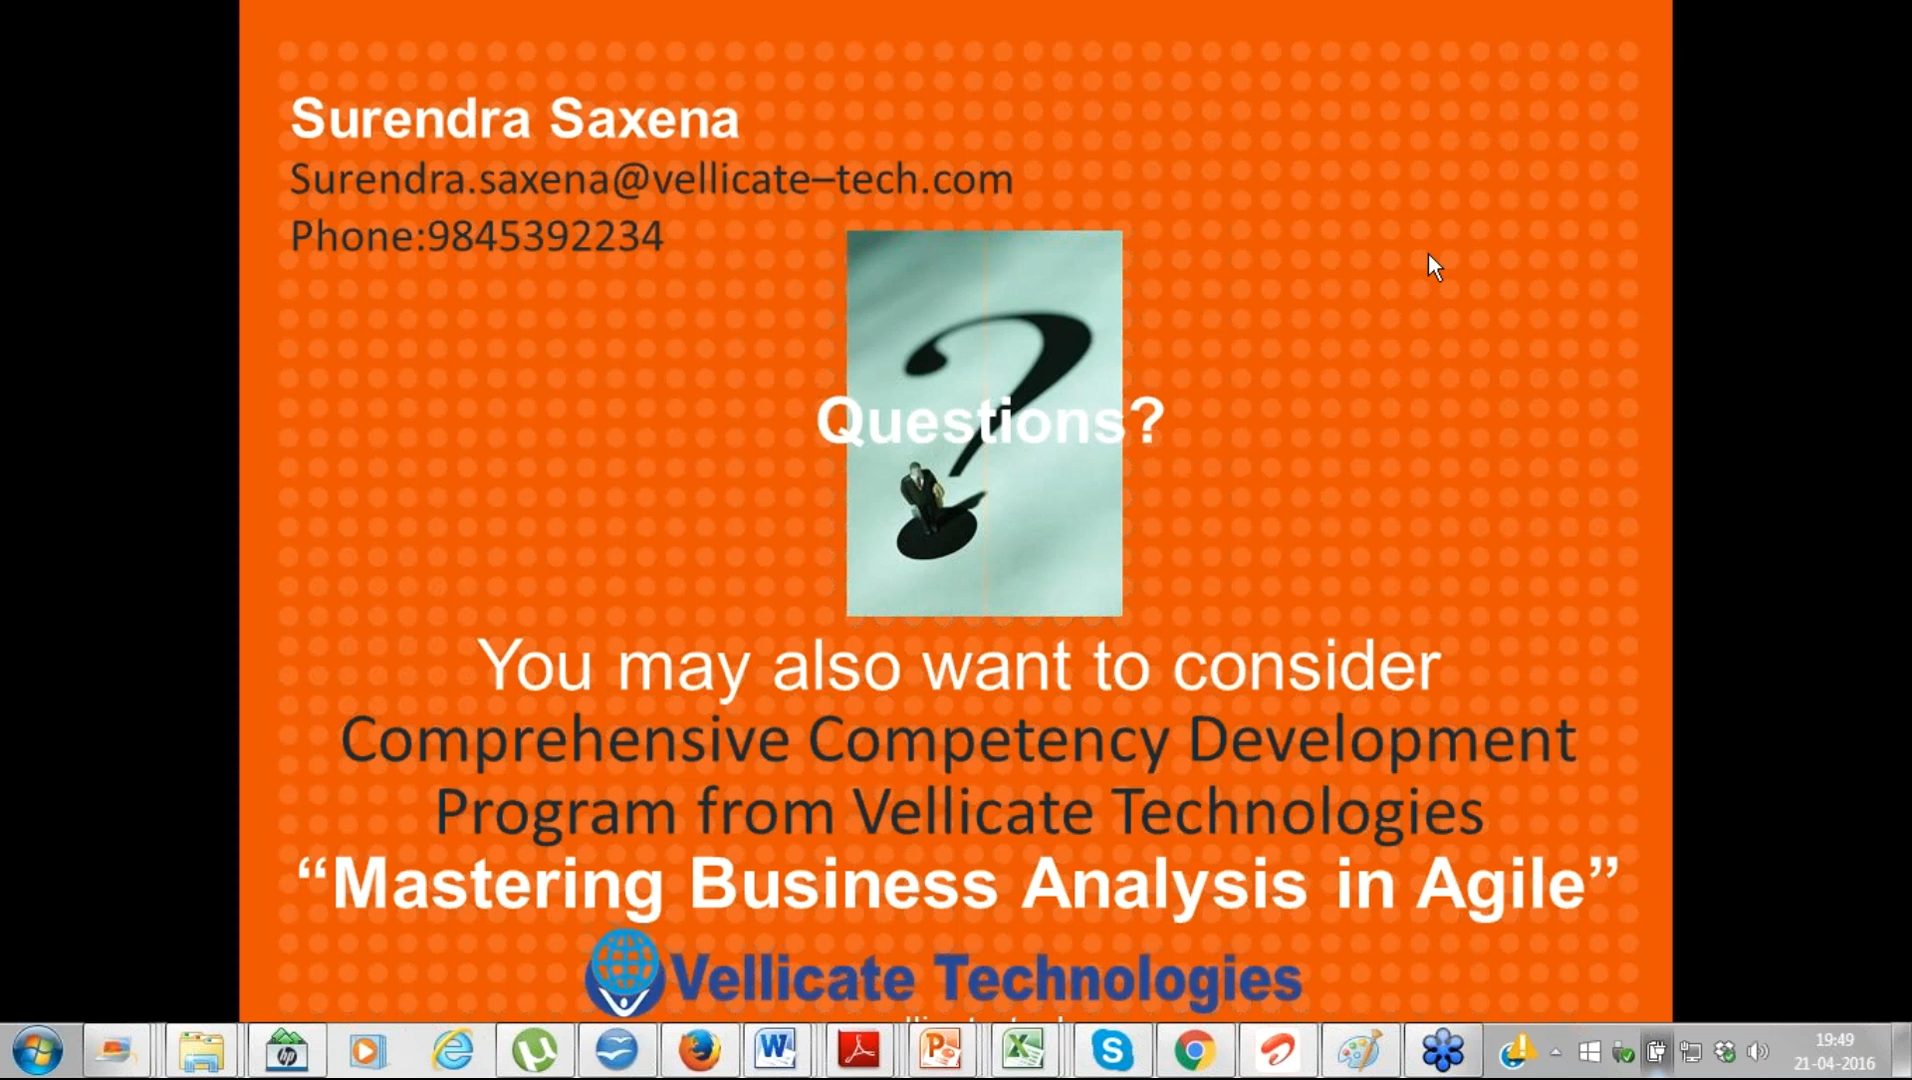 Surendra Saxena
Surendra.saxena@vellicate–tech.com
Phone:9845392234
Questions?
You may also want to consider
Comprehensive Competency Development
Program from Vellicate Technologies
“Mastering Business Analysis in Agile”
Vellicate Technologies
19:49
21-04-2016